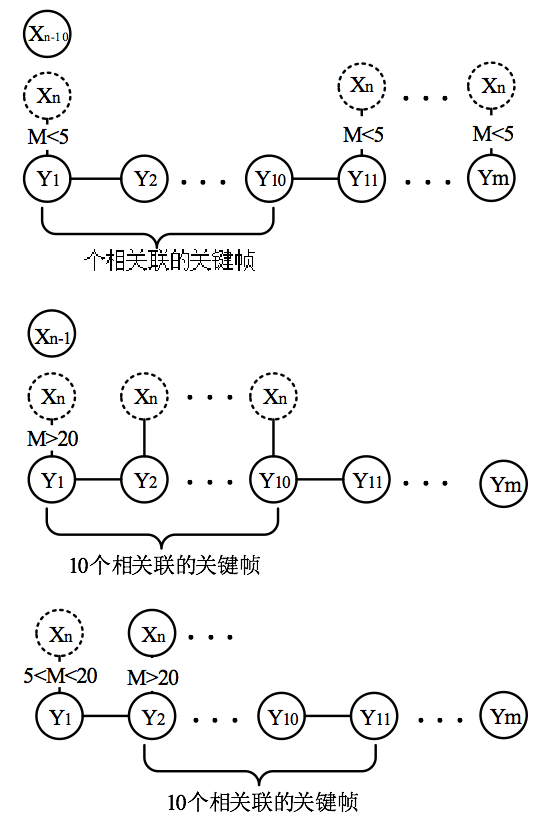 Xn-10
Xn Xn . . . Xn
M<5 M<5 M<5
Y1 Y2 . . . Y10 Y11 . . . Ym
个相关联的关键帧
Xn-1
Xn Xn . . . Xn
M>20
Y1 Y2 . . . Y10 Y11 . . . Ym
10个相关联的关键帧
Xn Xn . . .
5<M<20 M>20
Y1 Y2 . . . Y10 Y11 . . . Ym
10个相关联的关键帧